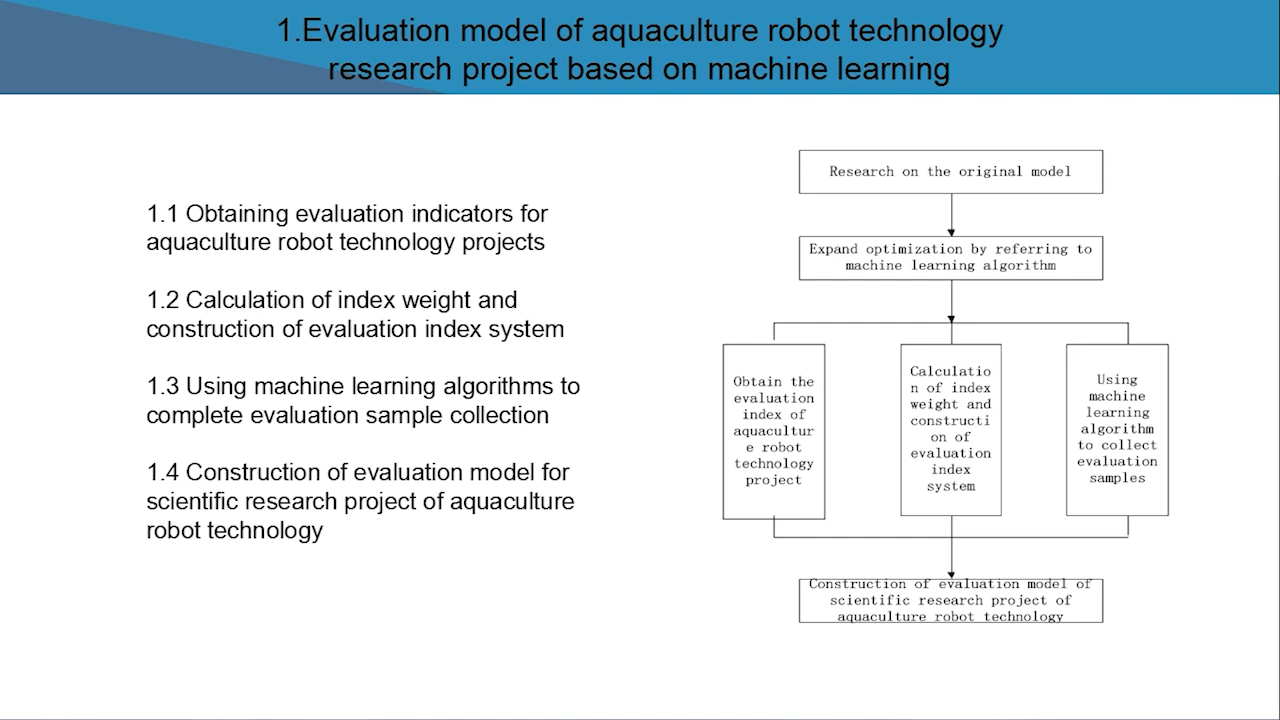 1.Evaluation model of aquaculture robot technology
research project based on machine learning
1.1 Obtaining evaluation indicators for
aquaculture robot technology projects
1.2 Calculation of index weight and
construction of evaluation index system
1.3 Using machine learning algorithms to
complete evaluation sample collection
1.4 Construction of evaluation model for
scientific research project of aquaculture
robot technology
Research on the original model
Expand optimization by referring to
machine learning algorithm
Obtain the
evaluation
index of
aquacultur
e robot
technology
project
Calculatio
n of index
weight and
constructi
on of
evaluation
index
system
Using
machine
learning
algorithm
to collect
evaluation
samples
Construction of evaluation model of
scientific research project of
aquaculture robot technology